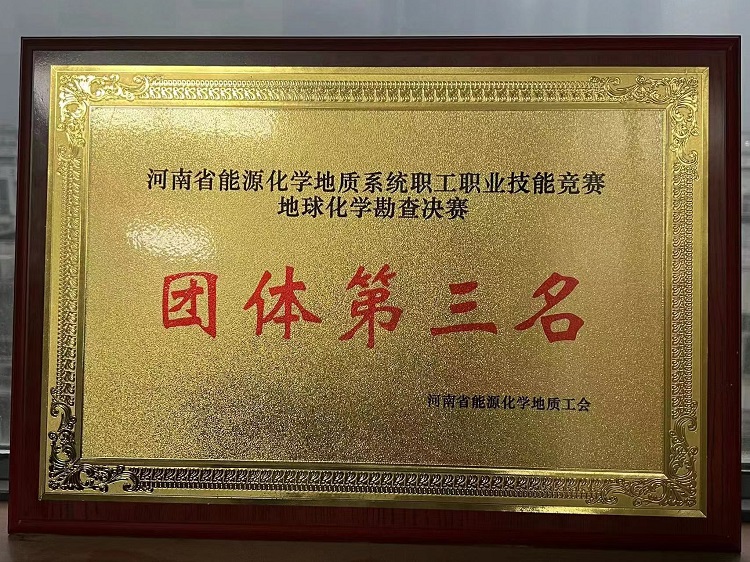 河南省能源化学地质系统职工职业技能竞赛
地球化学勘查决赛
团体第三名
河南省能源化学地质工会